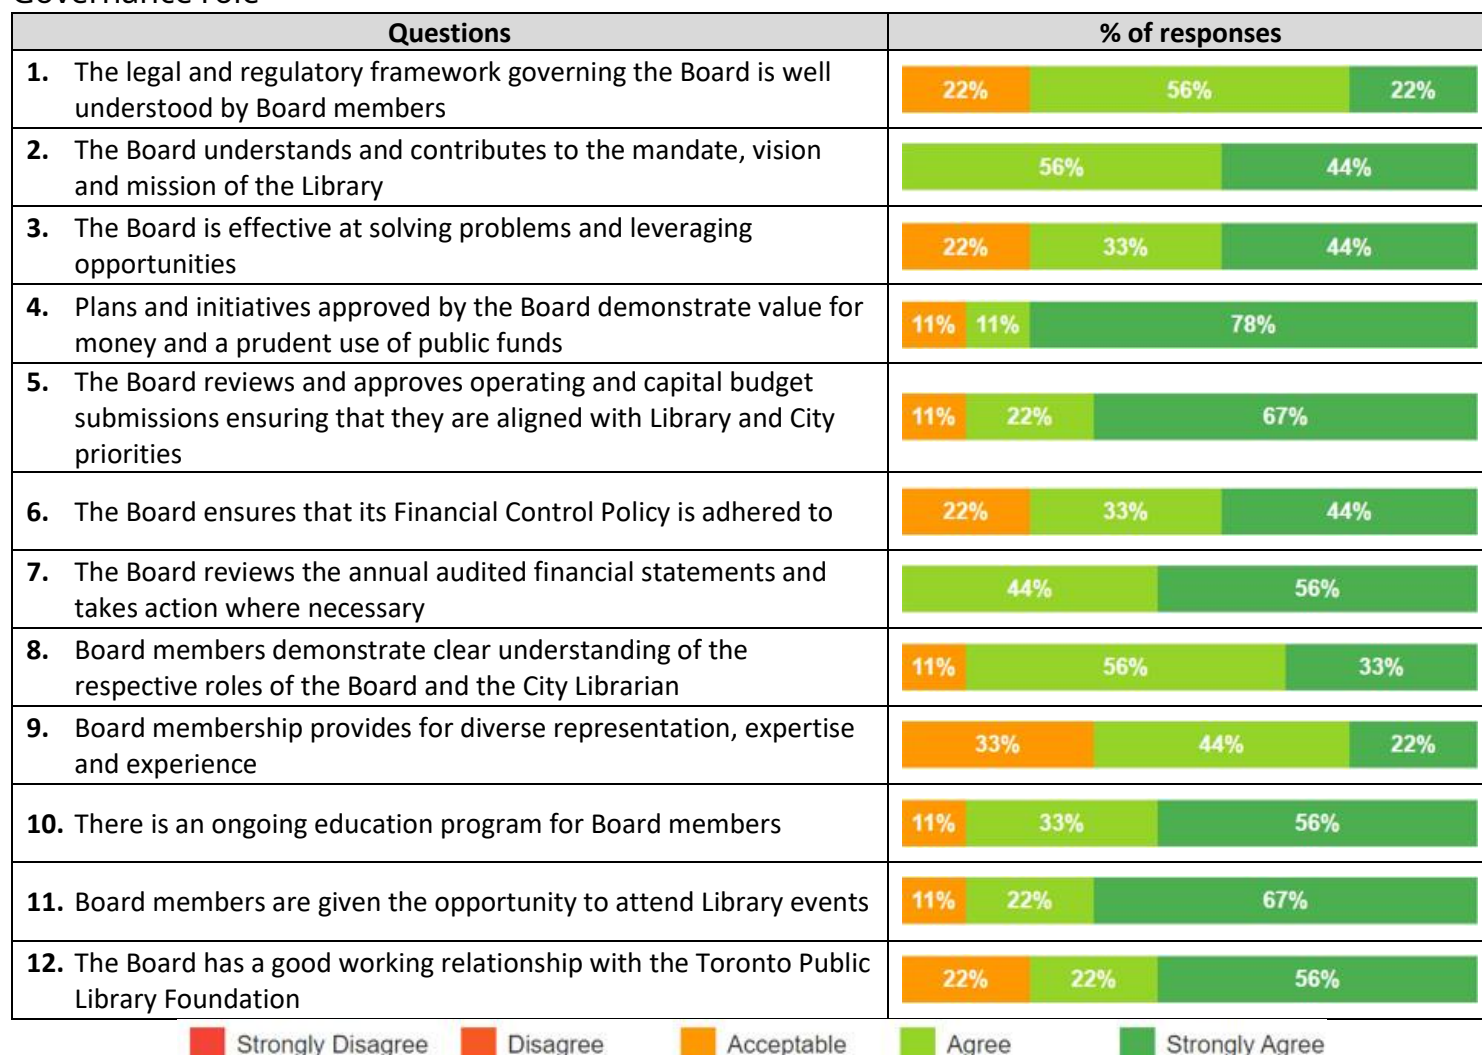 Governance role
Questions % of responses
1. The legal and regulatory framework governing the Board is well
understood by Board members
22% 56% 22%
2. The Board understands and contributes to the mandate, vision
and mission of the Library
56% 44%
3. The Board is effective at solving problems and leveraging
opportunities
22% 33% 44%
4. Plans and initiatives approved by the Board demonstrate value for
money and a prudent use of public funds
11% 11% 78%
5. The Board reviews and approves operating and capital budget
submissions ensuring that they are aligned with Library and City
priorities
11% 22% 67%
6. The Board ensures that its Financial Control Policy is adhered to
22% 33% 44%
7. The Board reviews the annual audited financial statements and
takes action where necessary
44% 56%
8. Board members demonstrate clear understanding of the
respective roles of the Board and the City Librarian
11% 56% 33%
9. Board membership provides for diverse representation, expertise
and experience
33% 44% 22%
10. There is an ongoing education program for Board members
11% 33% 56%
11. Board members are given the opportunity to attend Library events
11% 22% 67%
12. The Board has a good working relationship with the Toronto Public
Library Foundation
22% 22% 56%
Strongly Disagree Disagree Acceptable Agree Strongly Agree